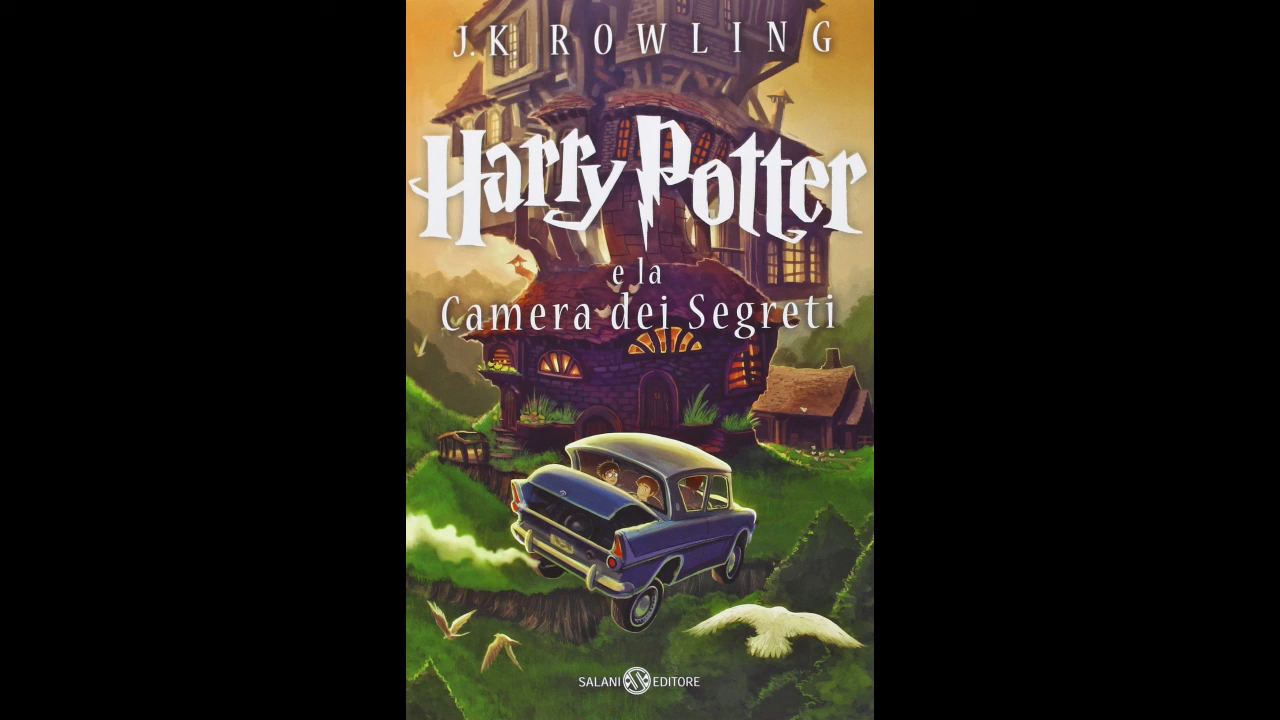 J.K. ROWLING
Harry Potter
e la
Camera dei Segreti
SALANI EDITORE